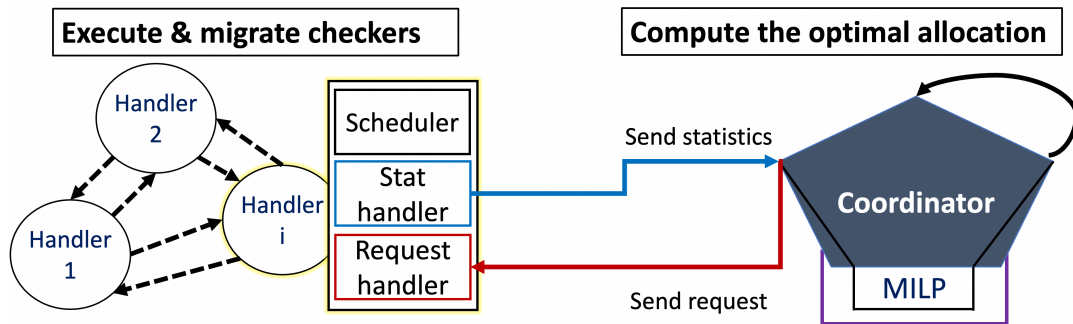 Execute & migrate checkers
Compute the optimal allocation
Handler
2
Handler
1
Handler
i
Scheduler
Stat
handler
Request
handler
Send statistics
Send request
Coordinator
MILP